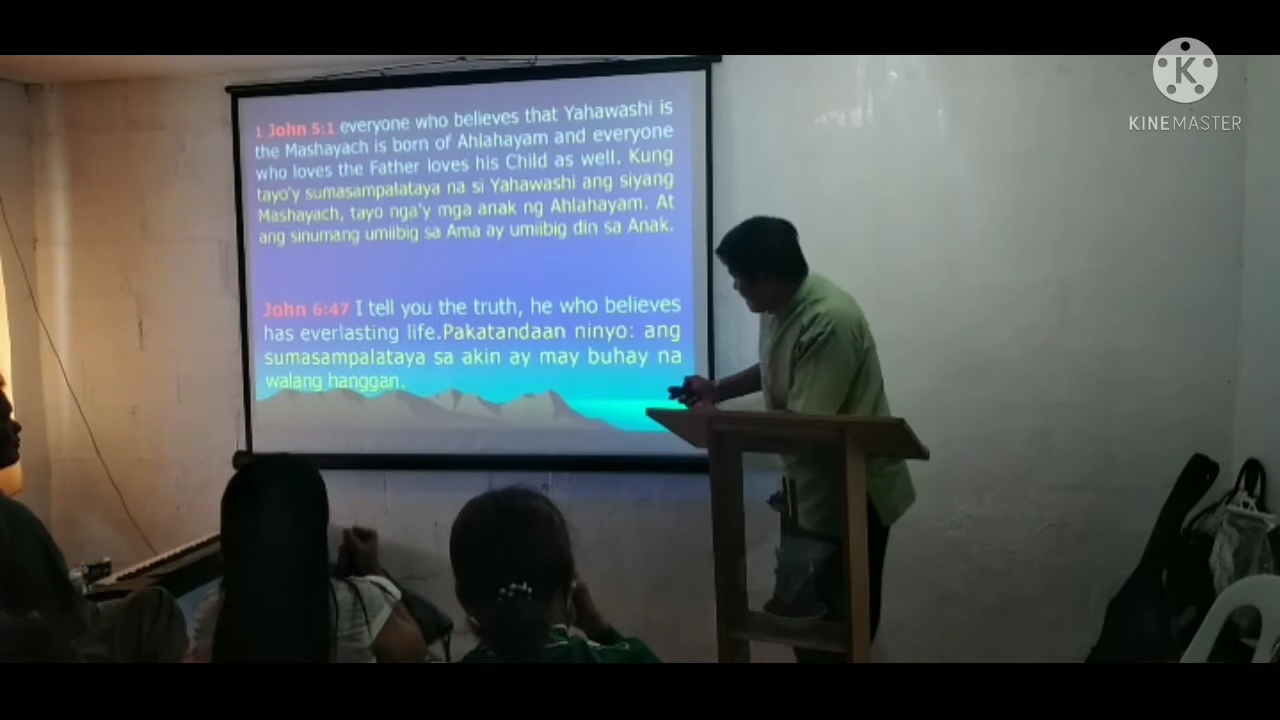 1 John 5:1 everyone who believes that Yahawashi is
the Mashayach is born of Ahlahayam and everyone
who loves the Father loves his Child as well. Kung
tayo'y sumasampalataya na si Yahawashi ang siyang
Mashayach, tayo nga'y mga anak ng Ahlahayam. At
ang sinumang umiibig sa Ama ay umiibig din sa Anak.
John 6:47 I tell you the truth, he who believes
has everlasting life.Pakatandaan ninyo: ang
sumasampalataya sa akin ay may buhay na
walang hanggan.
K
KINEMASTER